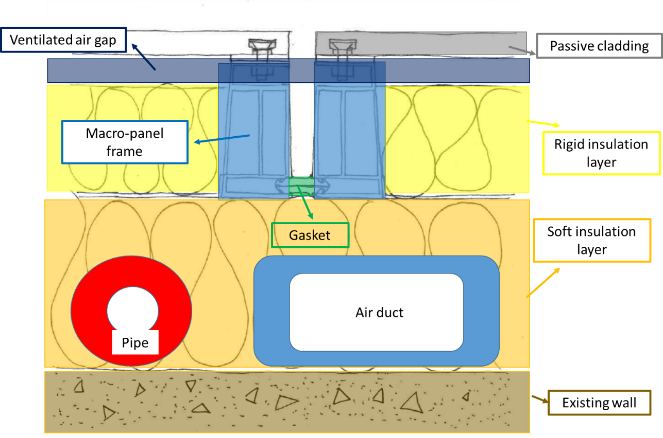 Ventilated air gap
Passive cladding
Macro-panel
frame
Rigid insulation
layer
Gasket
Soft insulation
layer
Air duct
Pipe
Existing wall